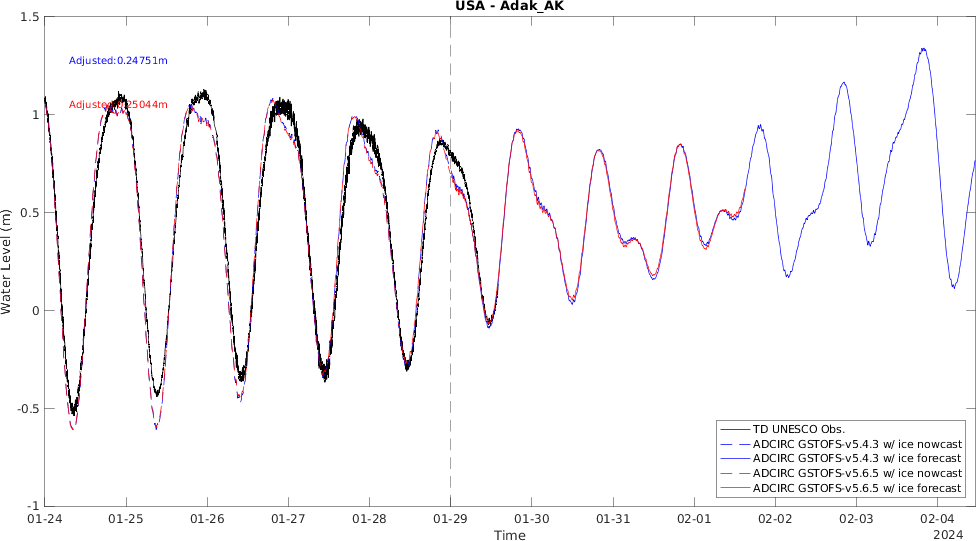 USA - Adak_AK
Adjusted:0.24751m
Adjusted:0.25044m
Water Level (m)
1.5
1
0.5
0
-0.5
-1
01-24 01-25 01-26 01-27 01-28 01-29 01-30 01-31 02-01 02-02 02-03 02-04
Time
2024
TD UNESCO Obs.
ADCIRC GSTOFS-v5.4.3 w/ ice nowcast
ADCIRC GSTOFS-v5.4.3 w/ ice forecast
ADCIRC GSTOFS-v5.6.5 w/ ice nowcast
ADCIRC GSTOFS-v5.6.5 w/ ice forecast